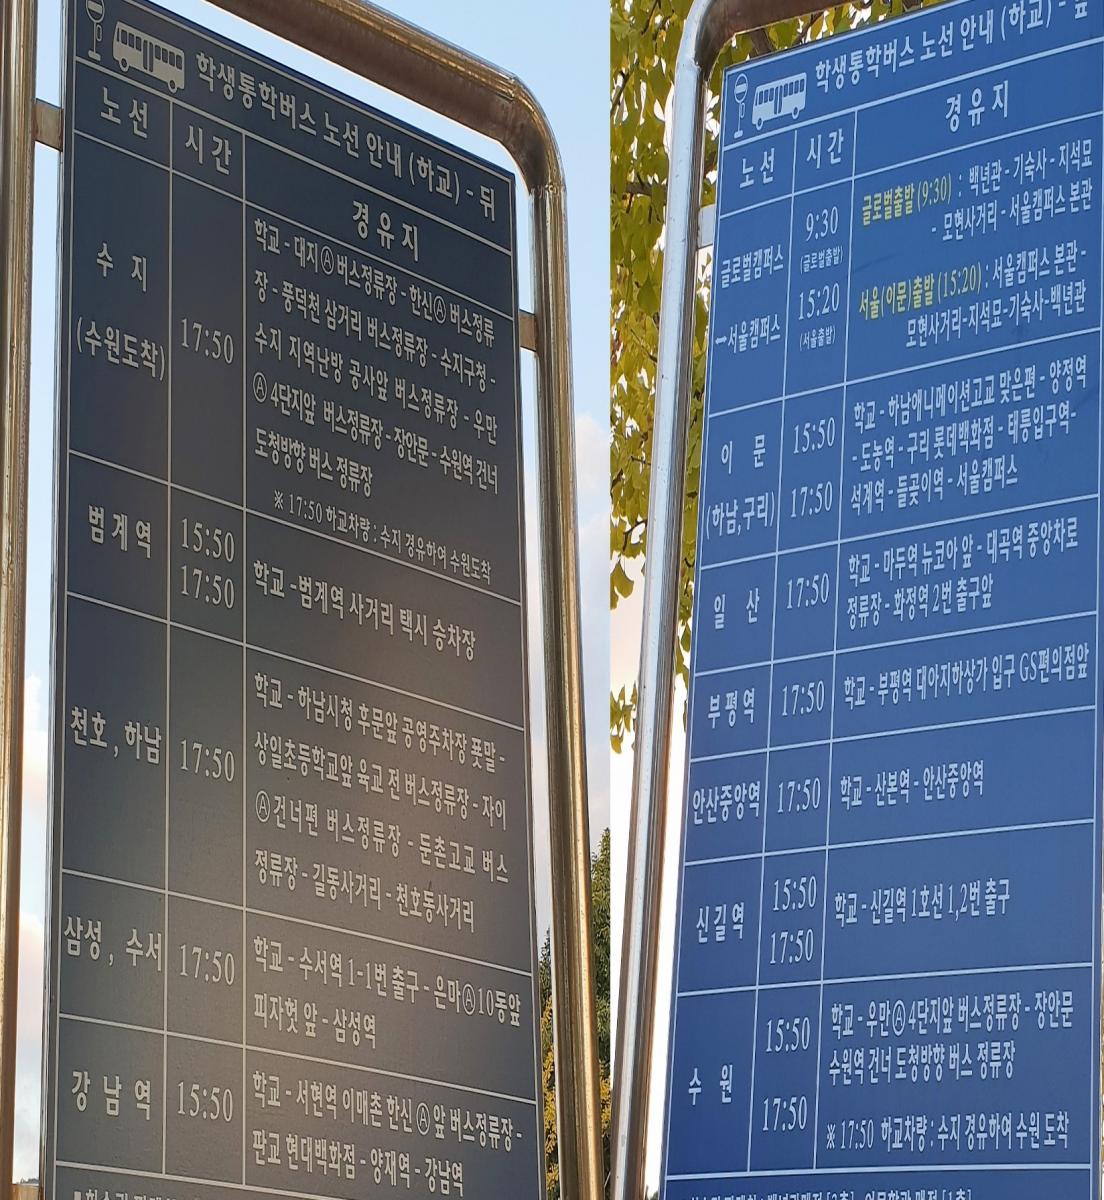 학생통학버스 노선 안내 (하교) - 뒤
노선 시간 경유지
수지
(수원도착)
17:50
학교 - 대지Ⓐ버스정류장 - 한신Ⓐ 버스정류
장 - 풍덕천 삼거리 버스정류장 - 수지구청 -
수지 지역난방 공사앞 버스정류장 - 우만
Ⓐ 4단지앞 버스정류장 - 장안문 - 수원역 건너
도청방향 버스 정류장
※ 17:50 하교차량 : 수지 경유하여 수원도착
범계역
15:50
17:50
학교 - 범계역 사거리 택시 승차장
천호, 하남
17:50
학교 - 하남시청 후문앞 공영주차장 푯말 -
상일초등학교앞 육교 전 버스정류장 - 자이
Ⓐ건너편 버스정류장 - 둔촌고교 버스
정류장 - 길동사거리 - 천호동사거리
삼성, 수서
17:50
학교 - 수서역 1-1번 출구 - 은마Ⓐ10동앞
피자헛 앞 - 삼성역
강남역
15:50
학교 - 서현역 이매촌 한신Ⓐ앞 버스정류장 -
판교 현대백화점 - 양재역 - 강남역
학생통학버스 노선 안내 (하교) - 앞
노선 시간 경유지
글로벌캠퍼스
↔서울캠퍼스
9:30
(글로벌출발)
15:20
(서울출발)
글로벌출발 (9:30) : 백년관 - 기숙사 - 지석묘
- 모현사거리 - 서울캠퍼스 본관
서울(이문)출발 (15:20) : 서울캠퍼스 본관 -
모현사거리-지석묘-기숙사-백년관
이문
(하남,구리)
15:50
17:50
학교 - 하남애니메이션고교 맞은편 - 양정역
- 도농역 - 구리 롯데백화점 - 태릉입구역 -
석계역 - 돌곶이역 - 서울캠퍼스
일산
17:50
학교 - 마두역 뉴코아 앞 - 대곡역 중앙차로
정류장 - 화정역 2번 출구앞
부평역
17:50
학교 - 부평역 대아지하상가 입구 GS편의점앞
안산중앙역
17:50
학교 - 산본역 - 안산중앙역
신길역
15:50
17:50
학교 - 신길역 1호선 1,2번 출구
수원
15:50
17:50
학교 - 우만Ⓐ 4단지앞 버스정류장 - 장안문
수원역 건너 도청방향 버스 정류장
※ 17:50 하교차량 : 수지 경유하여 수원 도착